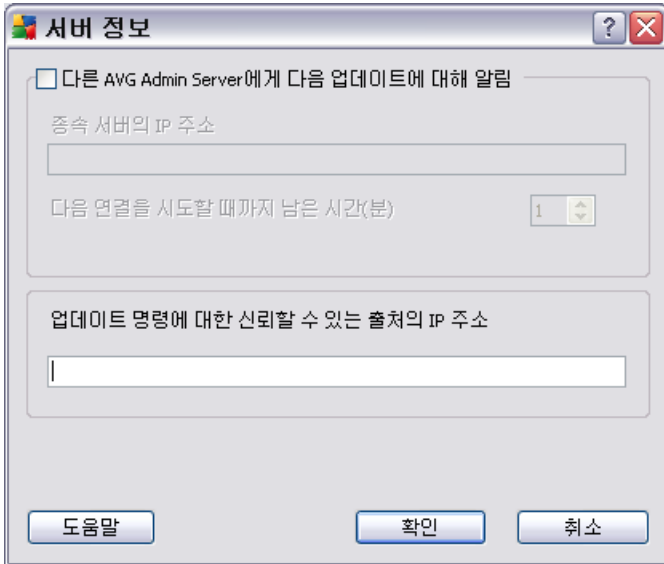 서버 정보
다른 AVG Admin Server에게 다음 업데이트에 대해 알림
종속 서버의 IP 주소
다음 연결을 시도할 때까지 남은 시간(분)
1
업데이트 명령에 대한 신뢰할 수 있는 출처의 IP 주소
도움말
확인
취소